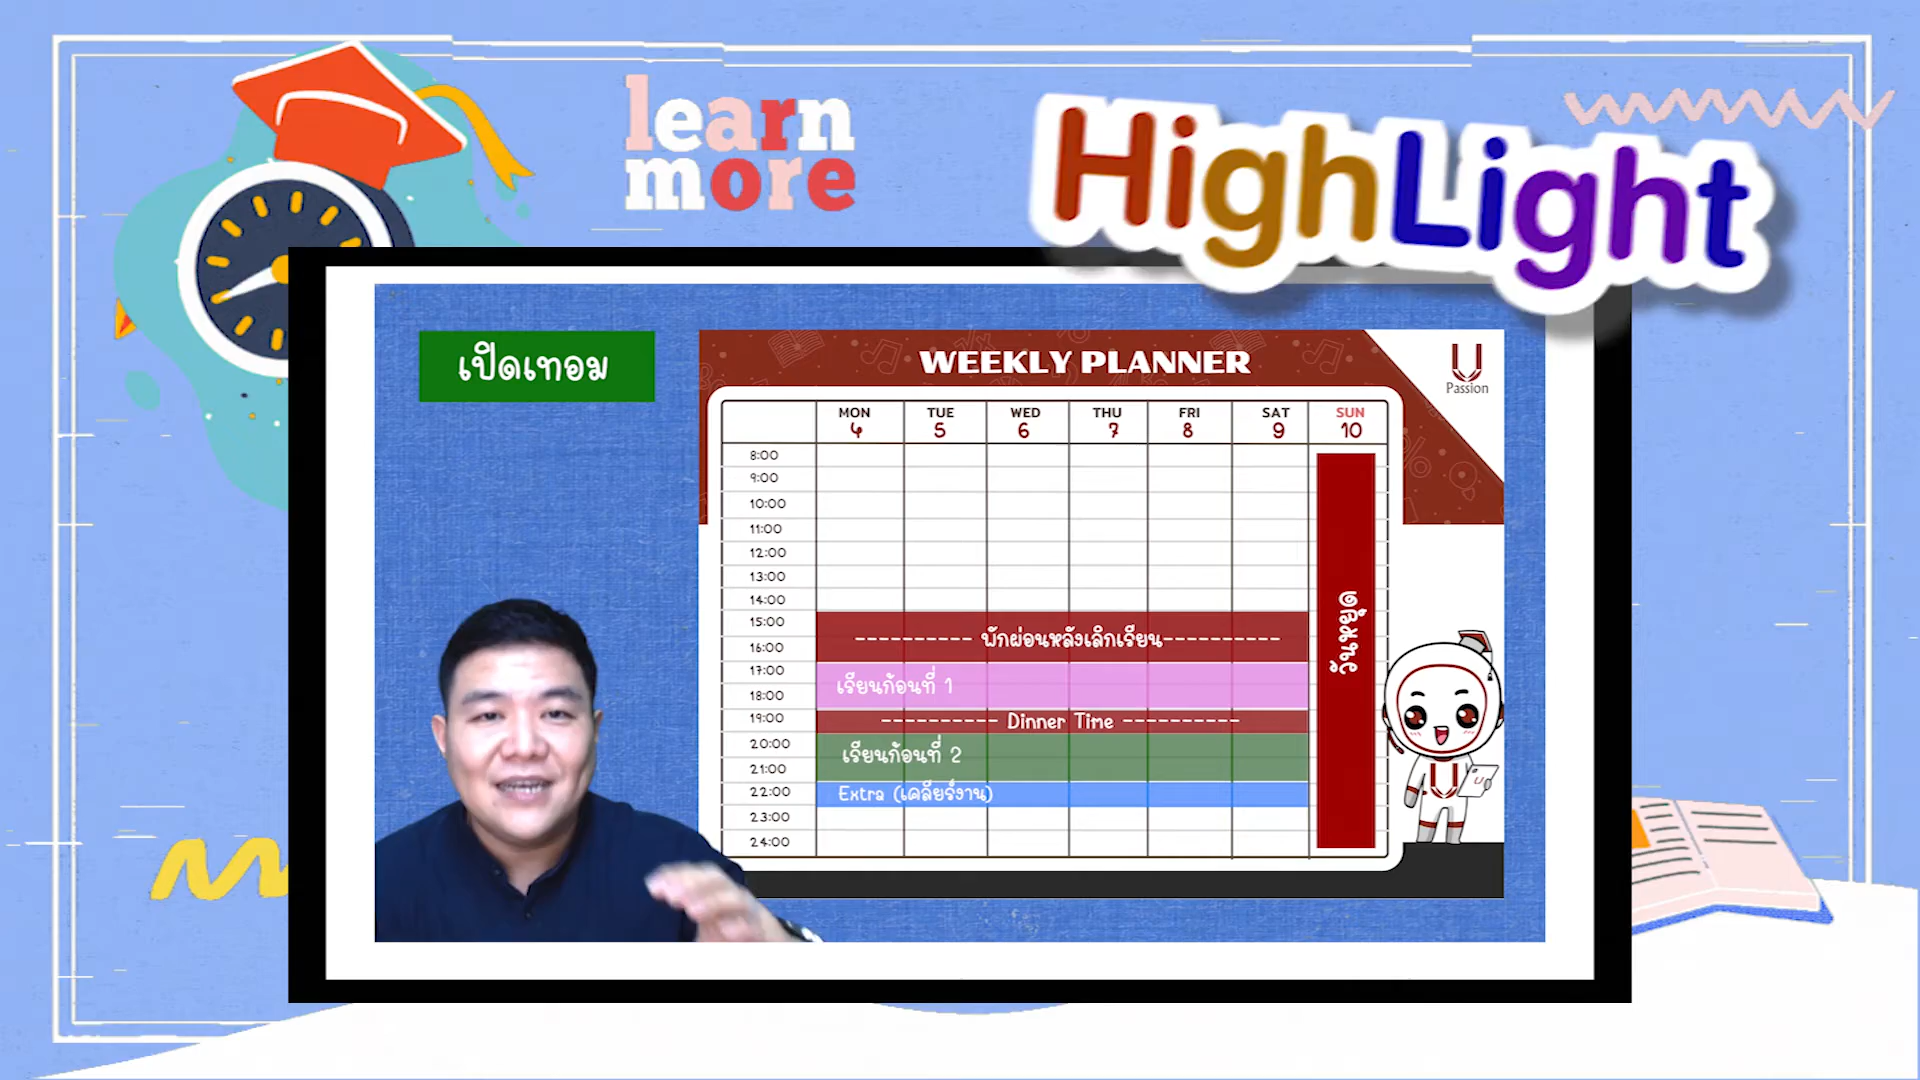 learn
more
HighLight
เปิดเทอม
WEEKLY PLANNER
U
Passion
MON TUE WED THU FRI SAT SUN
4 5 6 7 8 9 10
8:00
9:00
10:00
11:00
12:00
13:00
14:00
15:00
---------- พักผ่อนหลังเลิกเรียน----------
16:00
17:00
เรียนก้อนที่ 1
18:00
19:00
---------- Dinner Time ----------
20:00
เรียนก้อนที่ 2
21:00
22:00
Extra (เคลียร์งาน)
23:00
24:00
วันหยุด